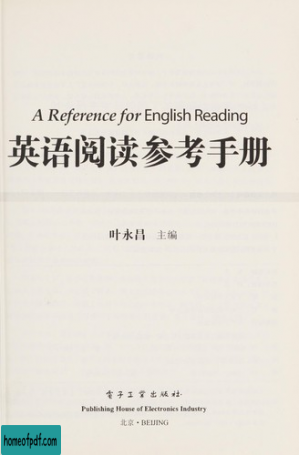 A Reference for English Reading
英语阅读参考手册
叶永昌 主编
电子工业出版社
Publishing House of Electronics Industry
北京·BEIJING
homeofpdf.com